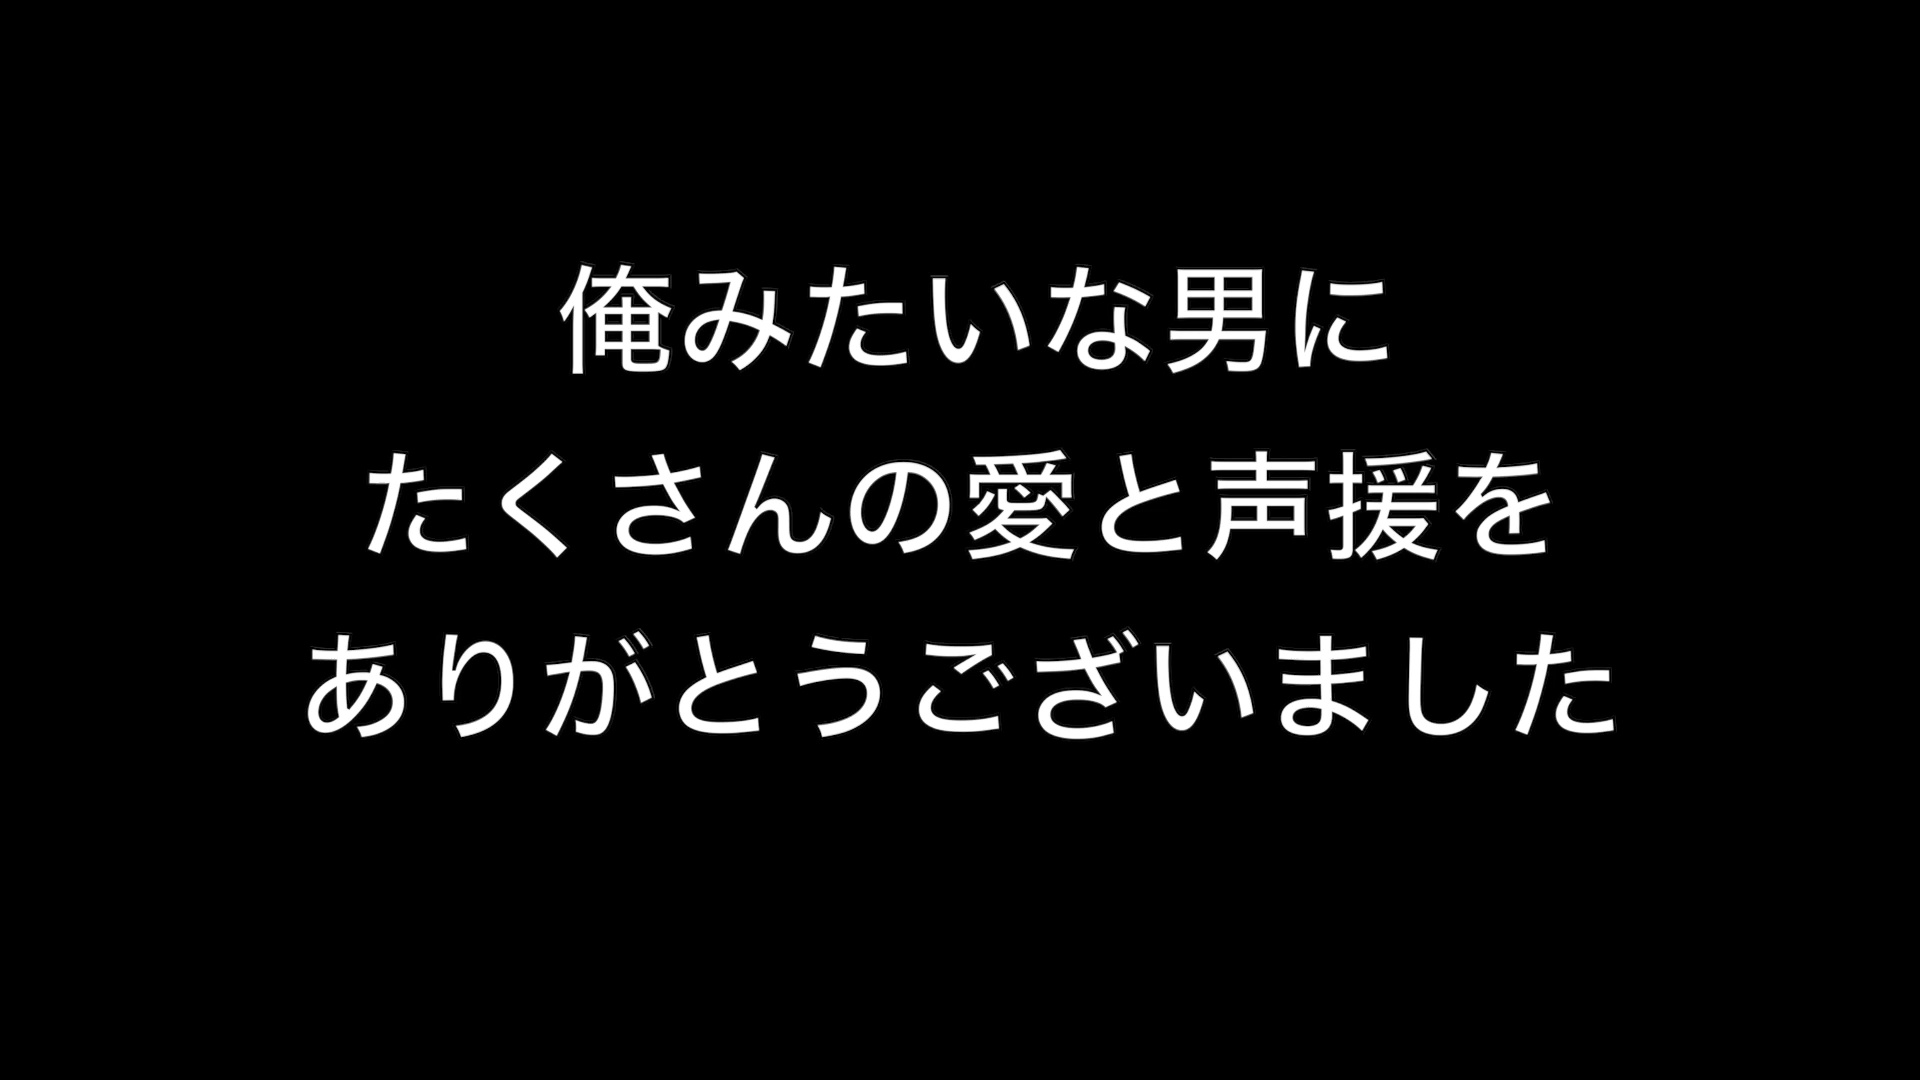 俺みたいな男に
たくさんの愛と声援を
ありがとうございました